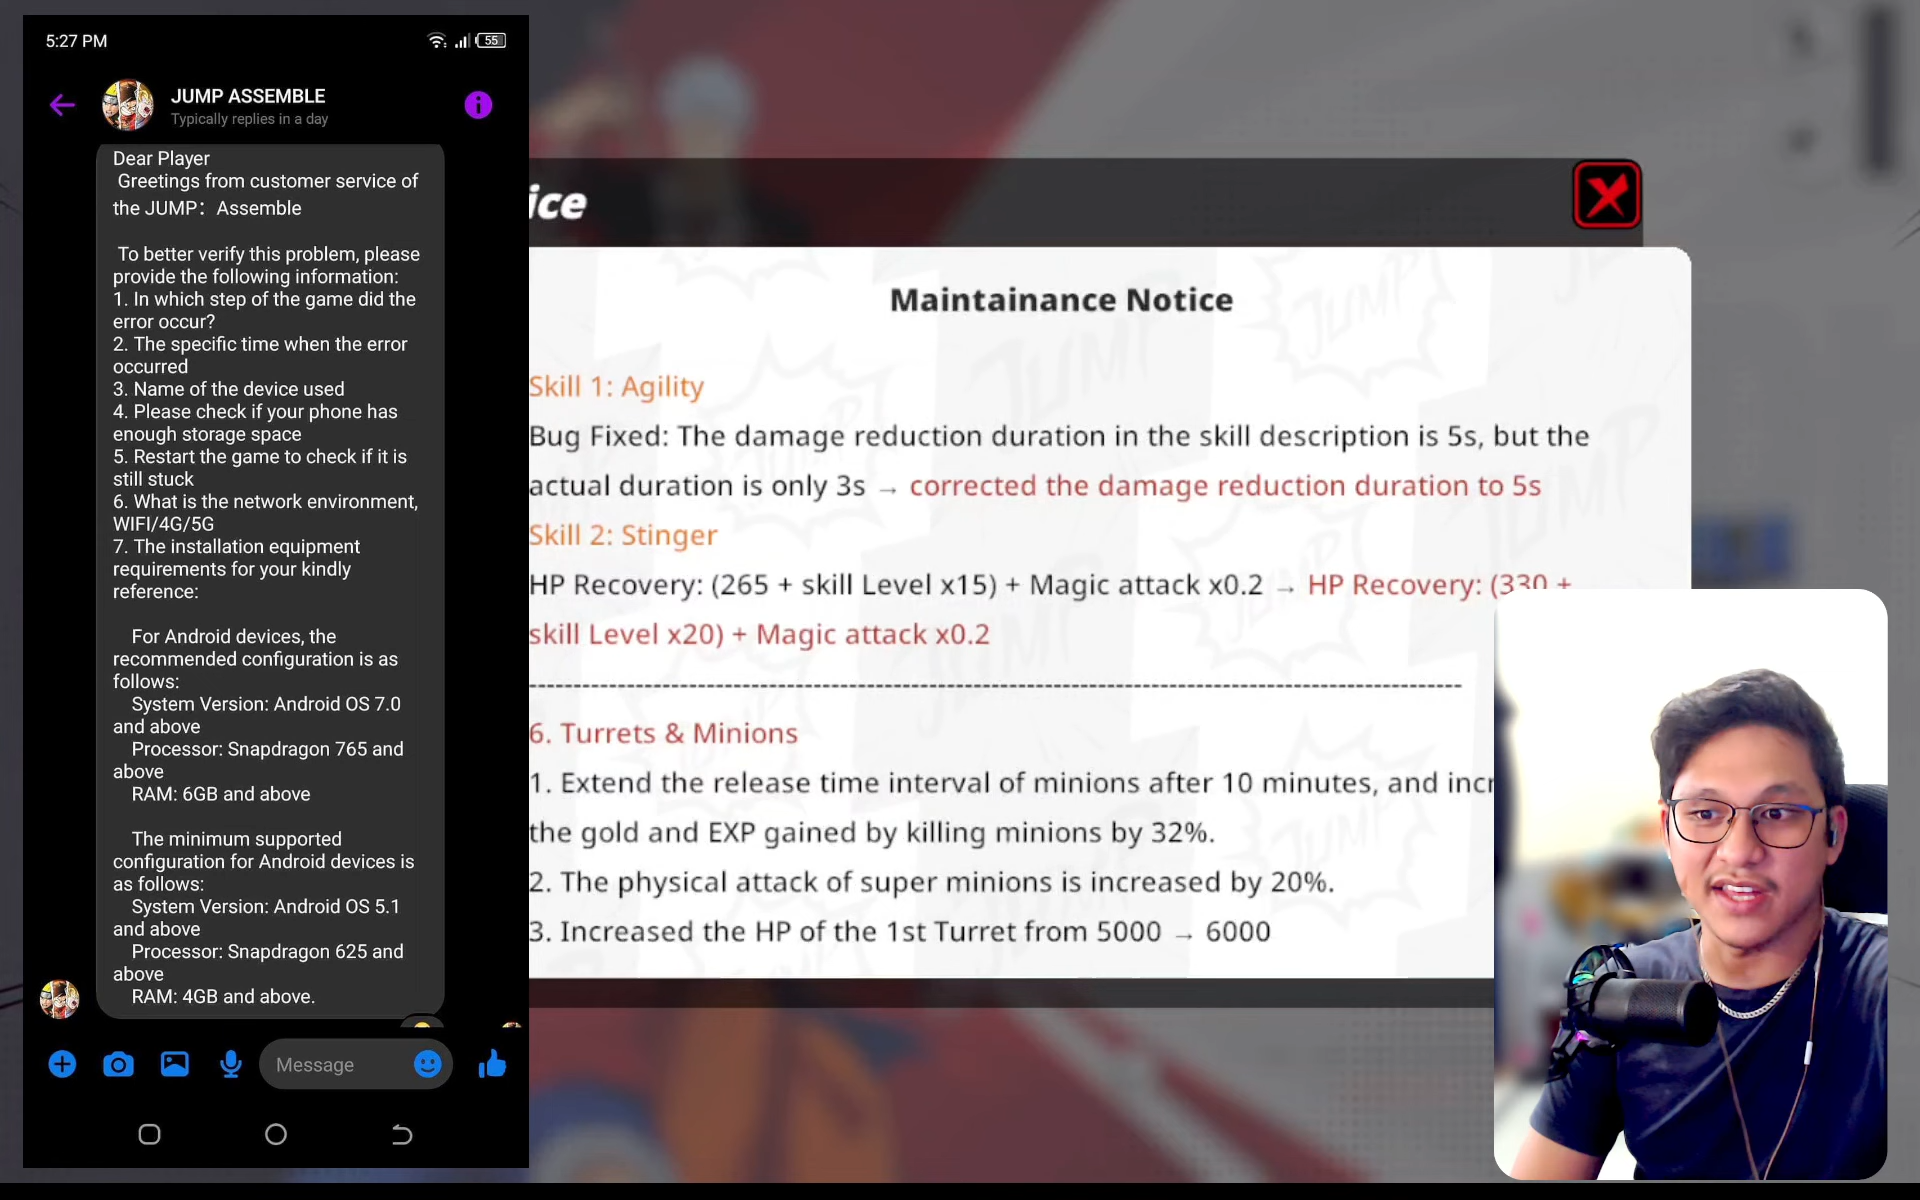 5:27 PM
55
JUMP ASSEMBLE
Typically replies in a day
Dear Player
Greetings from customer service of
the JUMP： Assemble
To better verify this problem, please
provide the following information:
1. In which step of the game did the
error occur?
2. The specific time when the error
occurred
3. Name of the device used
4. Please check if your phone has
enough storage space
5. Restart the game to check if it is
still stuck
6. What is the network environment,
WIFI/4G/5G
7. The installation equipment
requirements for your kindly
reference:
For Android devices, the
recommended configuration is as
follows:
System Version: Android OS 7.0
and above
Processor: Snapdragon 765 and
above
RAM: 6GB and above
The minimum supported
configuration for Android devices is
as follows:
System Version: Android OS 5.1
and above
Processor: Snapdragon 625 and
above
RAM: 4GB and above.
Message
ice
Maintainance Notice
Skill 1: Agility
Bug Fixed: The damage reduction duration in the skill description is 5s, but the
actual duration is only 3s → corrected the damage reduction duration to 5s
Skill 2: Stinger
HP Recovery: (265 + skill Level x15) + Magic attack x0.2 → HP Recovery: (330 +
skill Level x20) + Magic attack x0.2
--------------------------------------------------------------------------------
6. Turrets & Minions
1. Extend the release time interval of minions after 10 minutes, and incr
the gold and EXP gained by killing minions by 32%.
2. The physical attack of super minions is increased by 20%.
3. Increased the HP of the 1st Turret from 5000 → 6000
JUMP
JUMP
JUMP
JUMP
JUMP
JUMP